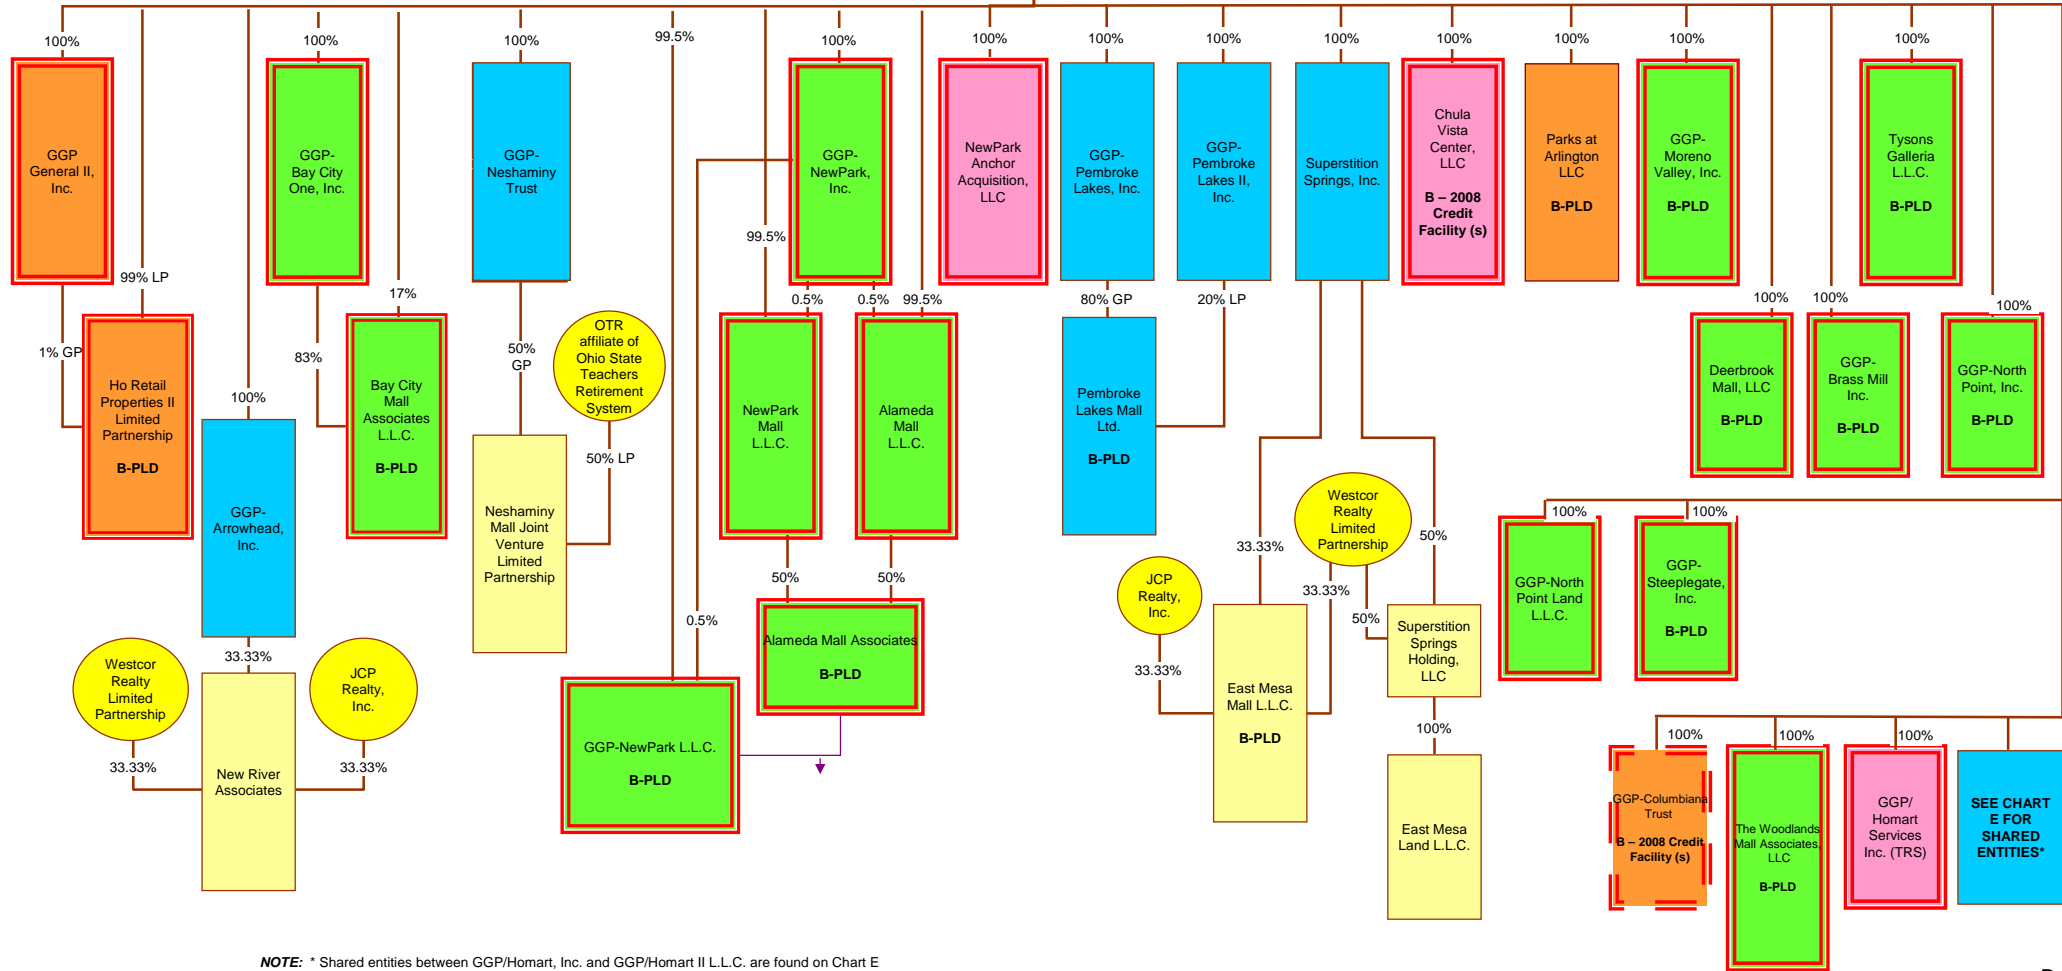 100%
100%
100%
99.5%
100%
100%
100%
100%
100%
100%
100%
100%
100%
GGP
General II,
Inc.
GGP-
Bay City
One, Inc.
GGP-
Neshaminy
Trust
GGP-
NewPark,
Inc.
NewPark
Anchor
Acquisition,
LLC
GGP-
Pembroke
Lakes, Inc.
GGP-
Pembroke
Lakes II,
Inc.
Superstition
Springs, Inc.
Chula
Vista
Center,
LLC
B – 2008
Credit
Facility (s)
Parks at
Arlington
LLC
B-PLD
GGP-
Moreno
Valley, Inc.
B-PLD
Tysons
Galleria
L.L.C.
B-PLD
99% LP
17%
99.5%
0.5%
0.5%
99.5%
80% GP
20% LP
100%
100%
100%
1% GP
Ho Retail
Properties II
Limited
Partnership
B-PLD
83%
Bay City
Mall
Associates
L.L.C.
B-PLD
50%
GP
OTR
affiliate of
Ohio State
Teachers
Retirement
System
50% LP
NewPark
Mall
L.L.C.
Alameda
Mall
L.L.C.
Pembroke
Lakes Mall
Ltd.
B-PLD
Deerbrook
Mall, LLC
B-PLD
GGP-
Brass Mill
Inc.
B-PLD
GGP-North
Point, Inc.
B-PLD
100%
GGP-
Arrowhead,
Inc.
Neshaminy
Mall Joint
Venture
Limited
Partnership
50%
50%
33.33%
Westcor
Realty
Limited
Partnership
50%
33.33%
50%
100%
100%
GGP-North
Point Land
L.L.C.
GGP-
Steeplegate,
Inc.
B-PLD
JCP
Realty,
Inc.
33.33%
0.5%
Alameda Mall Associates
B-PLD
33.33%
Westcor
Realty
Limited
Partnership
JCP
Realty,
Inc.
33.33%
33.33%
New River
Associates
GGP-NewPark L.L.C.
B-PLD
East Mesa
Mall L.L.C.
B-PLD
Superstition
Springs
Holding,
LLC
100%
East Mesa
Land L.L.C.
100%
100%
100%
GGP-Columbiana
Trust
B – 2008 Credit
Facility (s)
The Woodlands
Mall Associates,
LLC
B-PLD
GGP/
Homart
Services
Inc. (TRS)
SEE CHART
E FOR
SHARED
ENTITIES*
NOTE: * Shared entities between GGP/Homart, Inc. and GGP/Homart II L.L.C. are found on Chart E